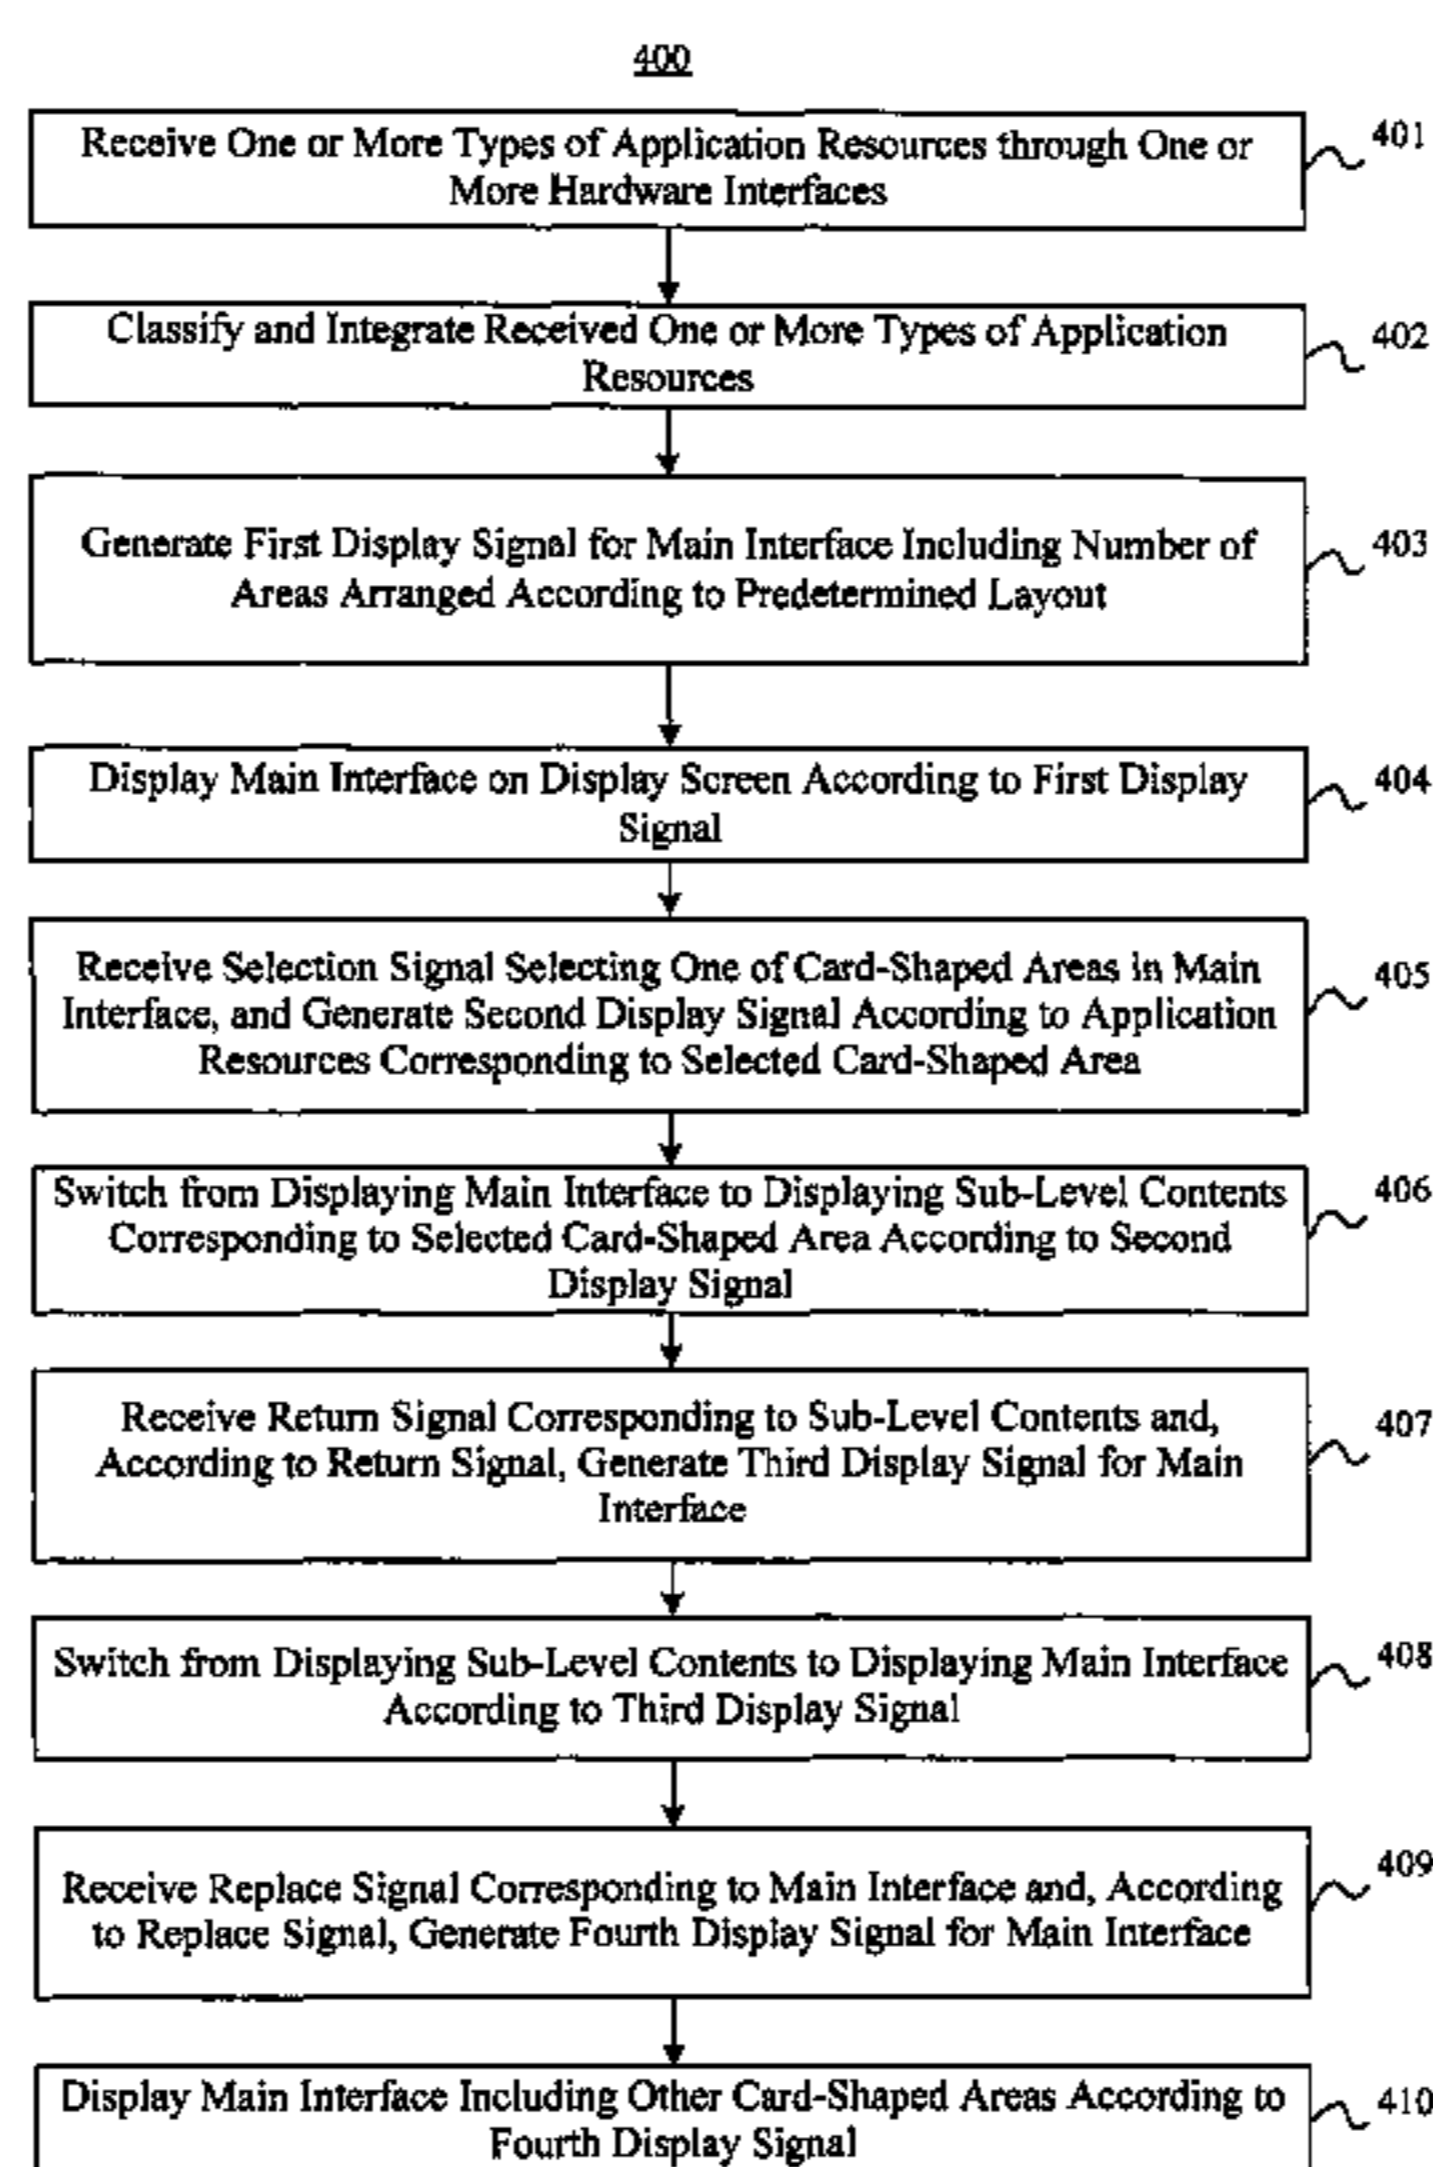 400
Receive One or More Types of Application Resources through One or
More Hardware Interfaces
401
Classify and Integrate Received One or More Types of Application
Resources
402
Generate First Display Signal for Main Interface Including Number of
Areas Arranged According to Predetermined Layout
403
Display Main Interface on Display Screen According to First Display
Signal
404
Receive Selection Signal Selecting One of Card-Shaped Areas in Main
Interface, and Generate Second Display Signal According to Application
Resources Corresponding to Selected Card-Shaped Area
405
Switch from Displaying Main Interface to Displaying Sub-Level Contents
Corresponding to Selected Card-Shaped Area According to Second
Display Signal
406
Receive Return Signal Corresponding to Sub-Level Contents and,
According to Return Signal, Generate Third Display Signal for Main
Interface
407
Switch from Displaying Sub-Level Contents to Displaying Main Interface
According to Third Display Signal
408
Receive Replace Signal Corresponding to Main Interface and, According
to Replace Signal, Generate Fourth Display Signal for Main Interface
409
Display Main Interface Including Other Card-Shaped Areas According to
Fourth Display Signal
410